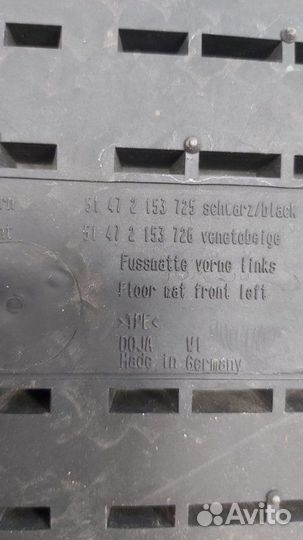 51 47 2 153 725 schwarz/black
51 47 2 153 726 venetobeige
Fussmatte vorne links
Floor mat front left
>TPE<
DOJA VI
Made in Germany
Avito